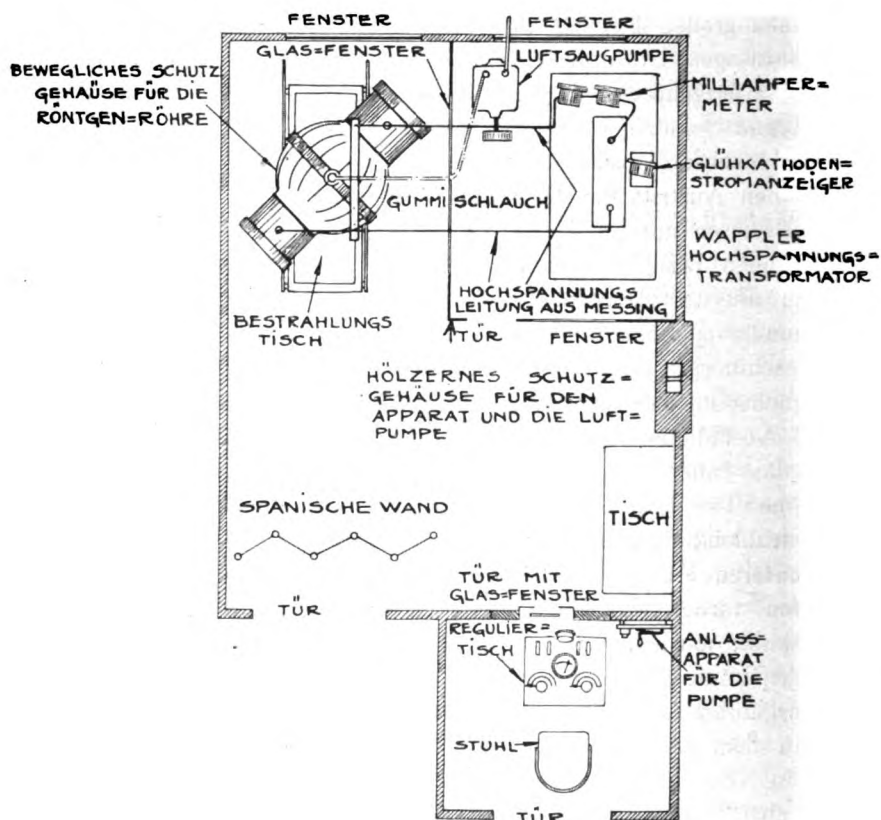 FENSTER
FENSTER
GLAS=FENSTER
LUFTSAUGPUMPE
BEWEGLICHES SCHUTZ
GEHÄUSE FÜR DIE
RÖNTGEN=RÖHRE
MILLIAMPER=
METER
GLÜHKATHODEN=
STROMANZEIGER
GUMMISCHLAUCH
WAPPLER
HOCHSPANNUNGS=
TRANSFORMATOR
HOCHSPANNUNGS
LEITUNG AUS MESSING
BESTRAHLUNGS
TISCH
TÜR
FENSTER
HÖLZERNES SCHUTZ=
GEHÄUSE FÜR DEN
APPARAT UND DIE LUFT=
PUMPE
SPANISCHE WAND
TISCH
TÜR MIT
GLAS=FENSTER
TÜR
REGULIER=
TISCH
ANLASS=
APPARAT
FÜR DIE
PUMPE
STUHL
TÜR